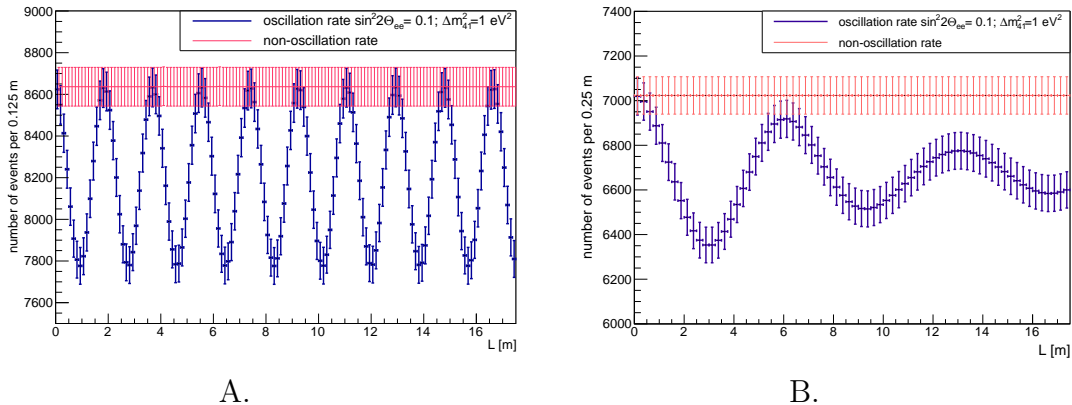 oscillation rate sin²2Θee= 0.1; Δm²41=1 eV²
non-oscillation rate
number of events per 0.125 m
9000
8800
8600
8400
8200
8000
7800
7600
0 2 4 6 8 10 12 14 16
L [m]
A.
oscillation rate sin²2Θee= 0.1; Δm²41=1 eV²
non-oscillation rate
number of events per 0.25 m
7400
7200
7000
6800
6600
6400
6200
6000
0 2 4 6 8 10 12 14 16
L [m]
B.